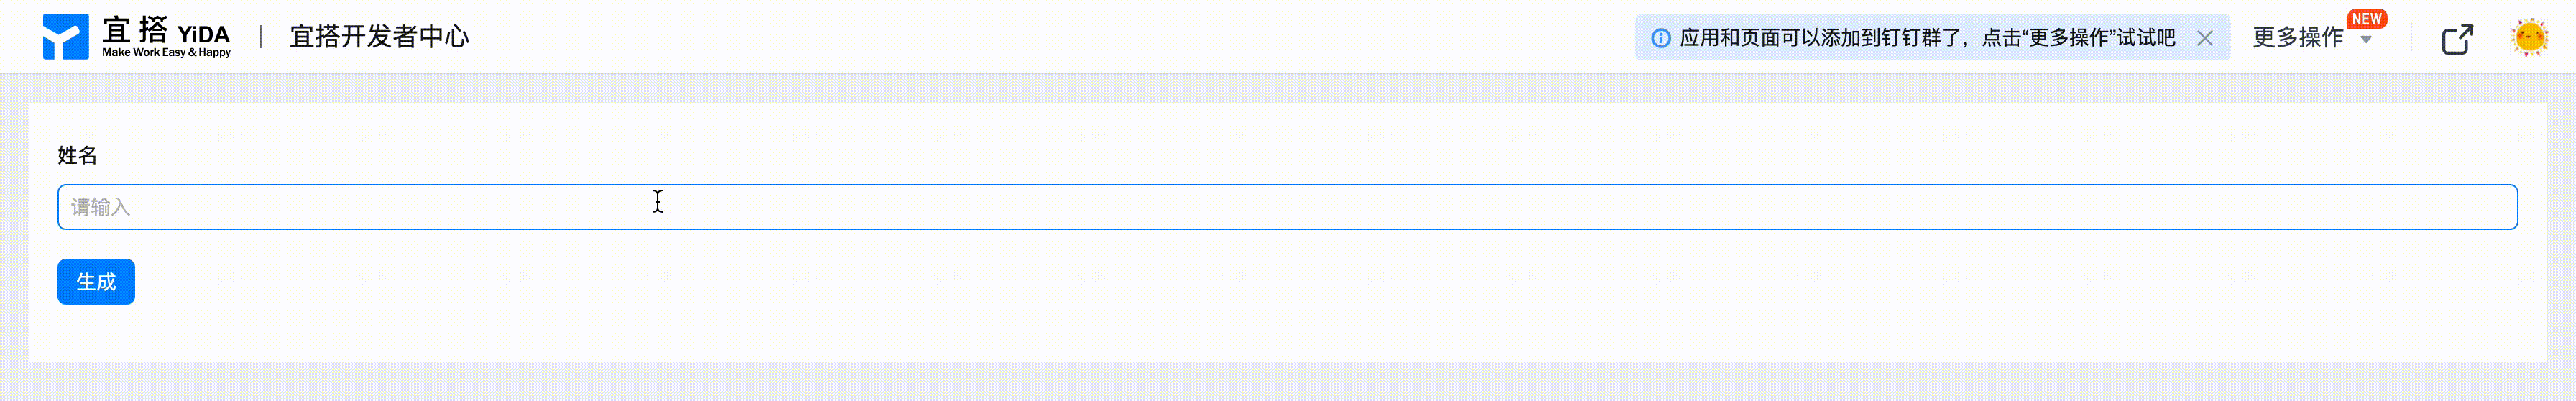 宜搭 YiDA
Make Work Easy & Happy
宜搭开发者中心
应用和页面可以添加到钉钉群了，点击“更多操作”试试吧
更多操作
NEW
姓名
请输入
生成